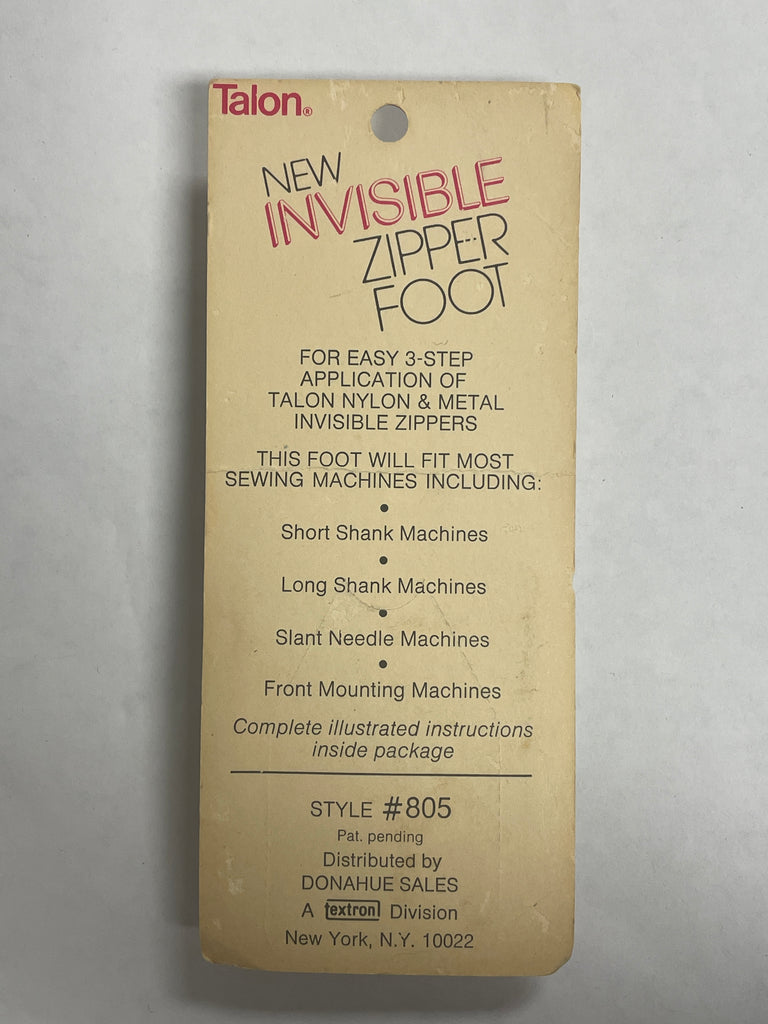 Talon®
NEW
INVISIBLE
ZIPPER
FOOT
FOR EASY 3-STEP
APPLICATION OF
TALON NYLON & METAL
INVISIBLE ZIPPERS
THIS FOOT WILL FIT MOST
SEWING MACHINES INCLUDING:
•
Short Shank Machines
•
Long Shank Machines
•
Slant Needle Machines
•
Front Mounting Machines
Complete illustrated instructions
inside package
STYLE #805
Pat. pending
Distributed by
DONAHUE SALES
A textron Division
New York, N.Y. 10022